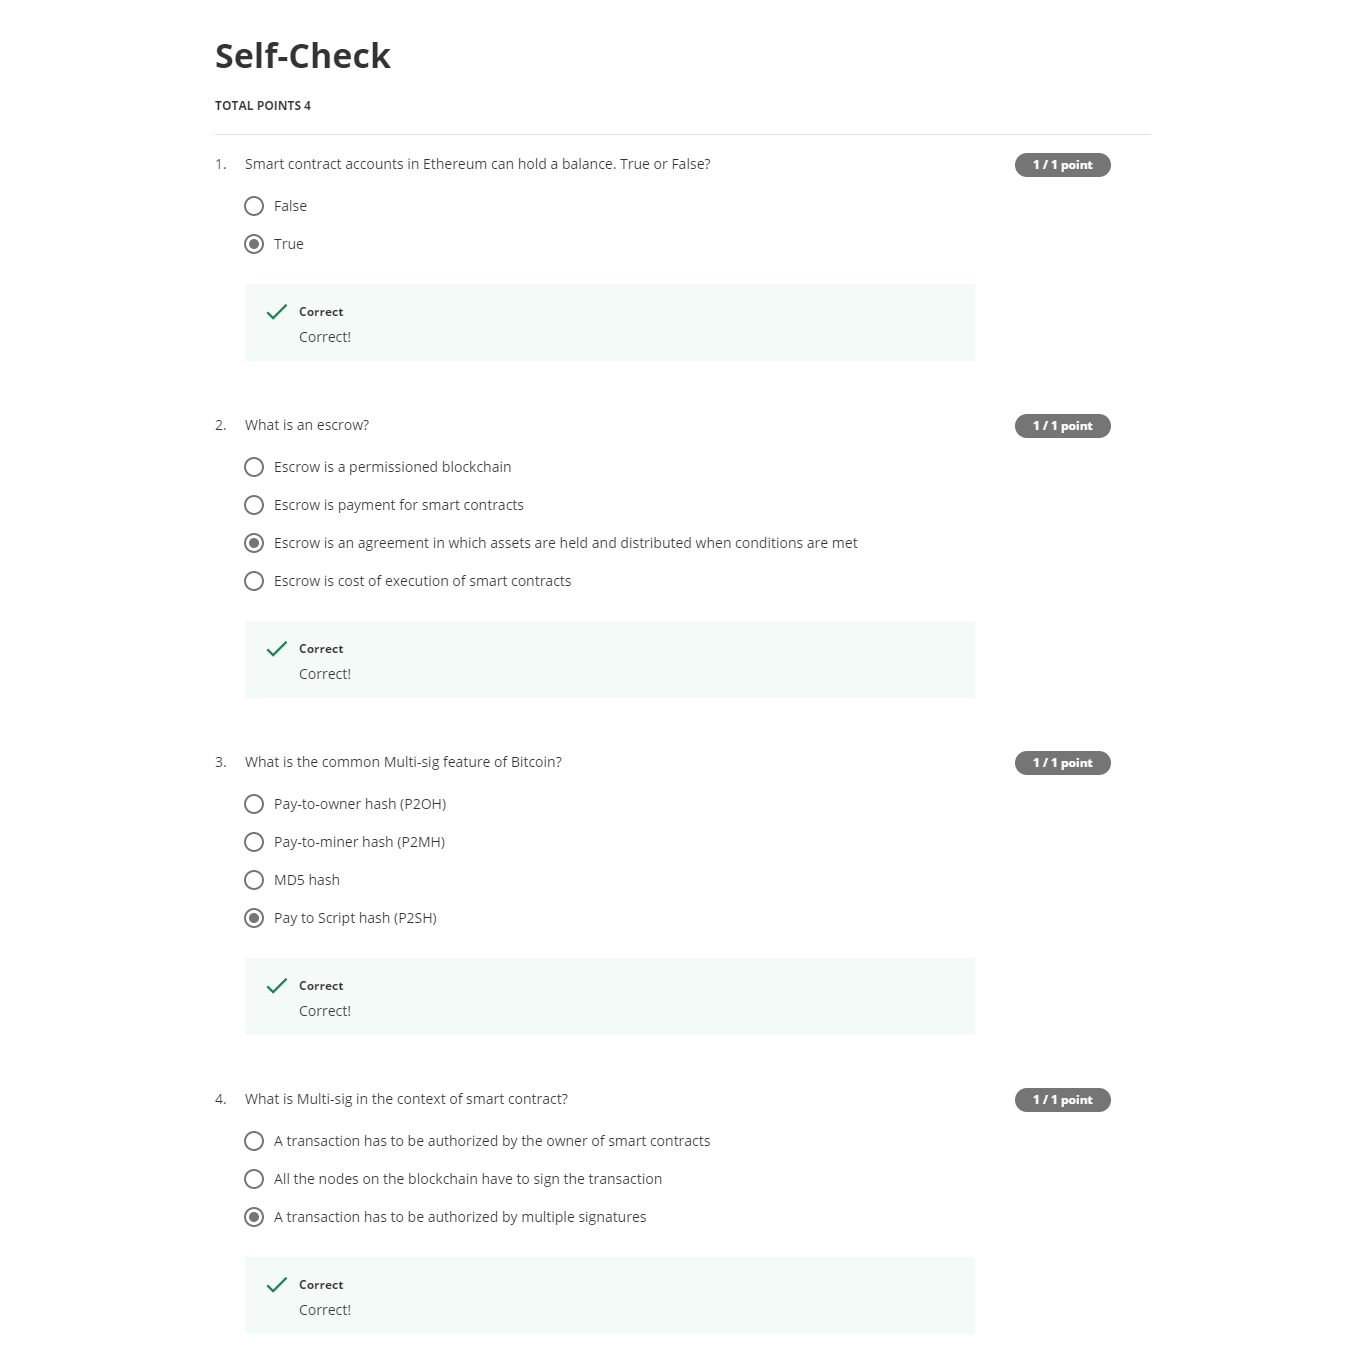 Self-Check
TOTAL POINTS 4
1. Smart contract accounts in Ethereum can hold a balance. True or False?
1 / 1 point
False
True
Correct
Correct!
2. What is an escrow?
1 / 1 point
Escrow is a permissioned blockchain
Escrow is payment for smart contracts
Escrow is an agreement in which assets are held and distributed when conditions are met
Escrow is cost of execution of smart contracts
Correct
Correct!
3. What is the common Multi-sig feature of Bitcoin?
1 / 1 point
Pay-to-owner hash (P2OH)
Pay-to-miner hash (P2MH)
MD5 hash
Pay to Script hash (P2SH)
Correct
Correct!
4. What is Multi-sig in the context of smart contract?
1 / 1 point
A transaction has to be authorized by the owner of smart contracts
All the nodes on the blockchain have to sign the transaction
A transaction has to be authorized by multiple signatures
Correct
Correct!